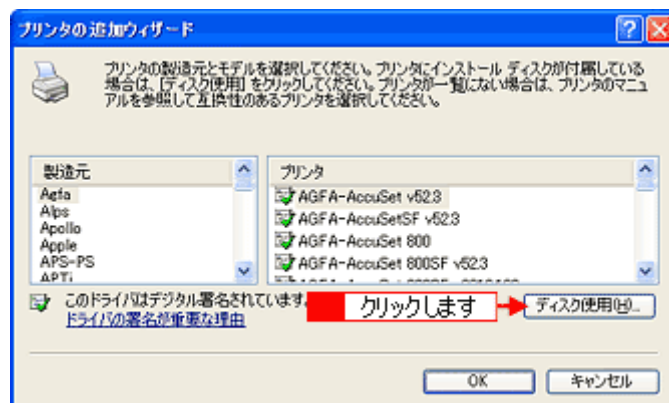 プリンタの追加ウィザード
プリンタの製造元とモデルを選択してください。プリンタにインストール ディスクが付属している
場合は、[ディスク使用] をクリックしてください。プリンタが一覧にない場合は、プリンタのマニュ
アルを参照して互換性のあるプリンタを選択してください。
製造元
プリンタ
Agfa
Alps
Apollo
Apple
APS-PS
APTi
AGFA-AccuSet v52.3
AGFA-AccuSetSF v52.3
AGFA-AccuSet 800
AGFA-AccuSet 800SF v52.3
このドライバはデジタル署名されています。
ドライバの署名が重要な理由
クリックします
ディスク使用(H)...
OK
キャンセル